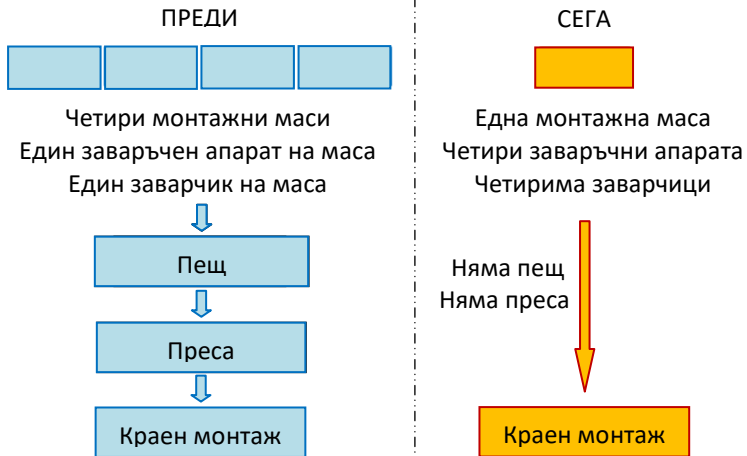 ПРЕДИ
Четири монтажни маси
Един заваръчен апарат на маса
Един заварчик на маса
Пещ
Преса
Краен монтаж
СЕГА
Една монтажна маса
Четири заваръчни апарата
Четирима заварчици
Няма пещ
Няма преса
Краен монтаж